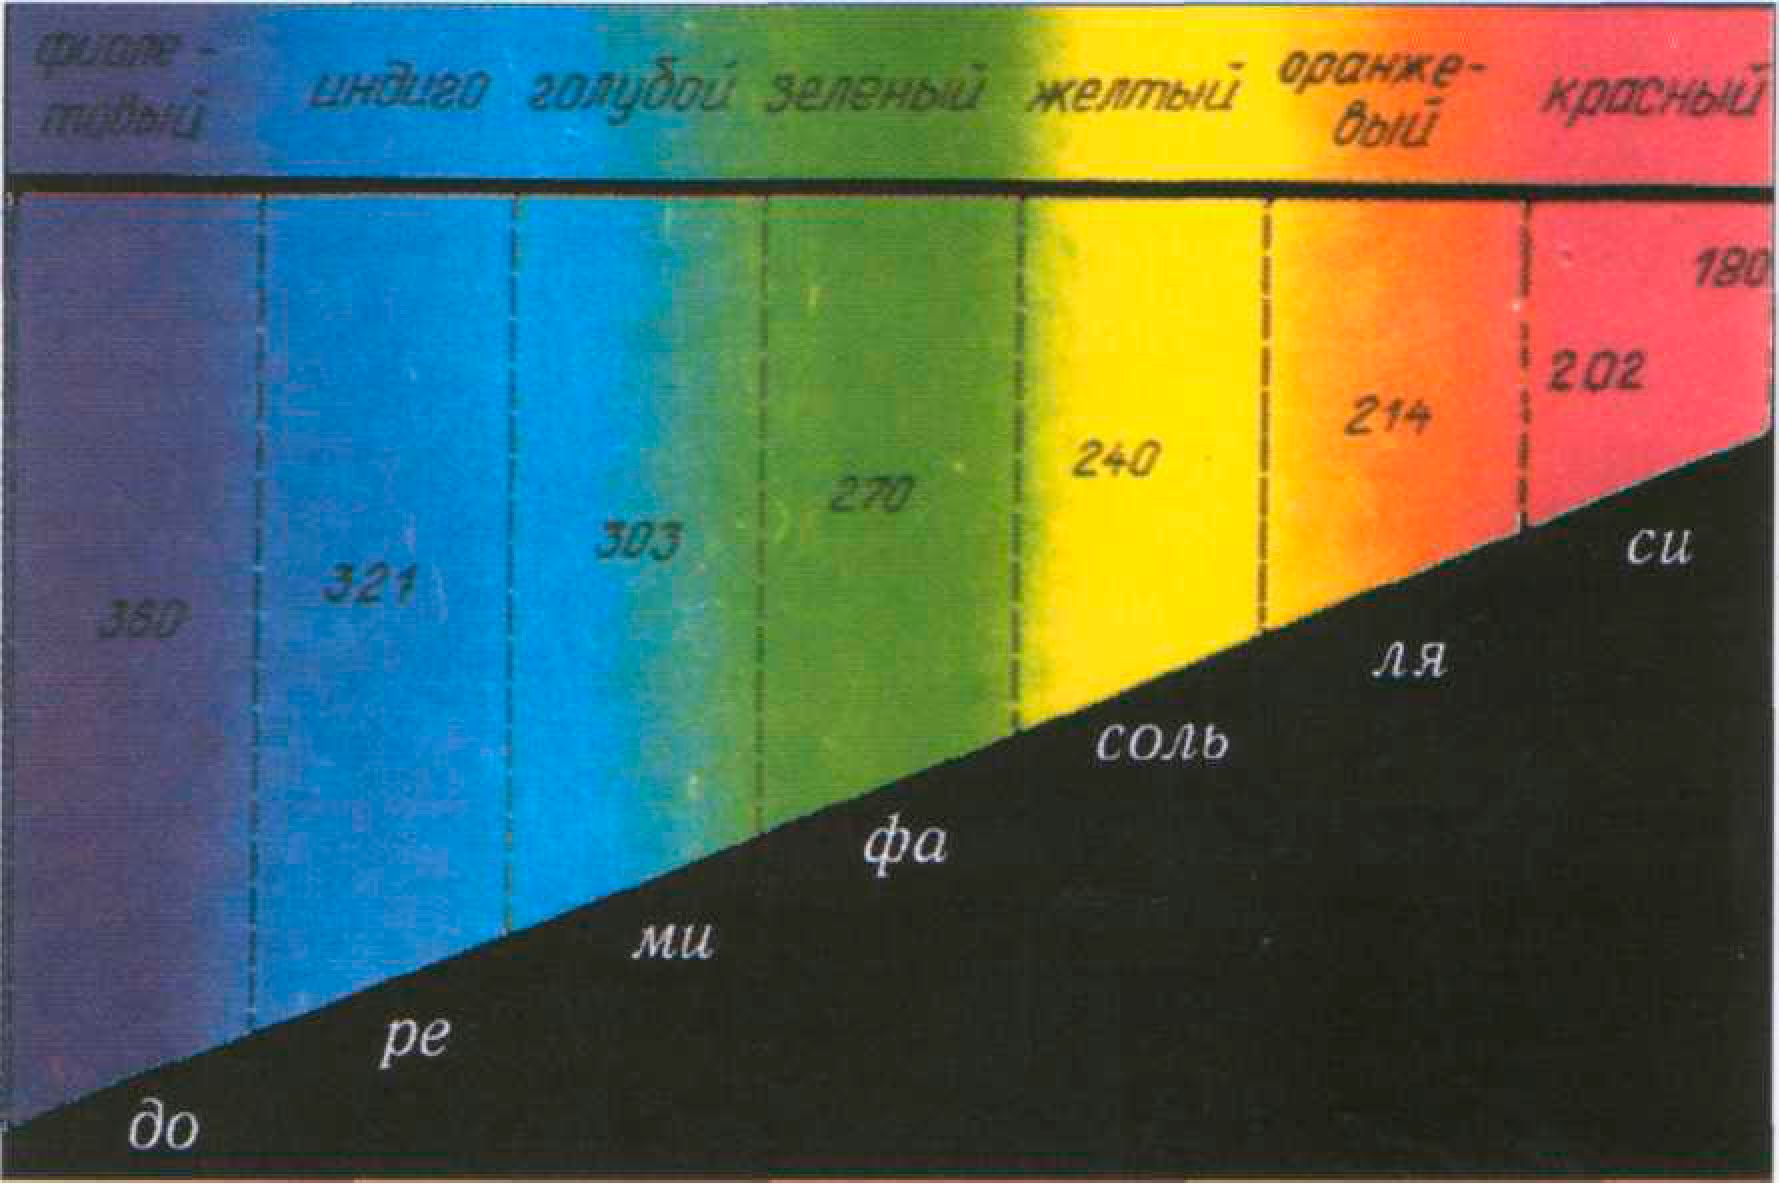 фиоле-
товый
индиго
голубой
зелёный
желтый
оранже-
вый
красный
180
202
214
240
270
303
321
360
си
ля
соль
фа
ми
ре
до